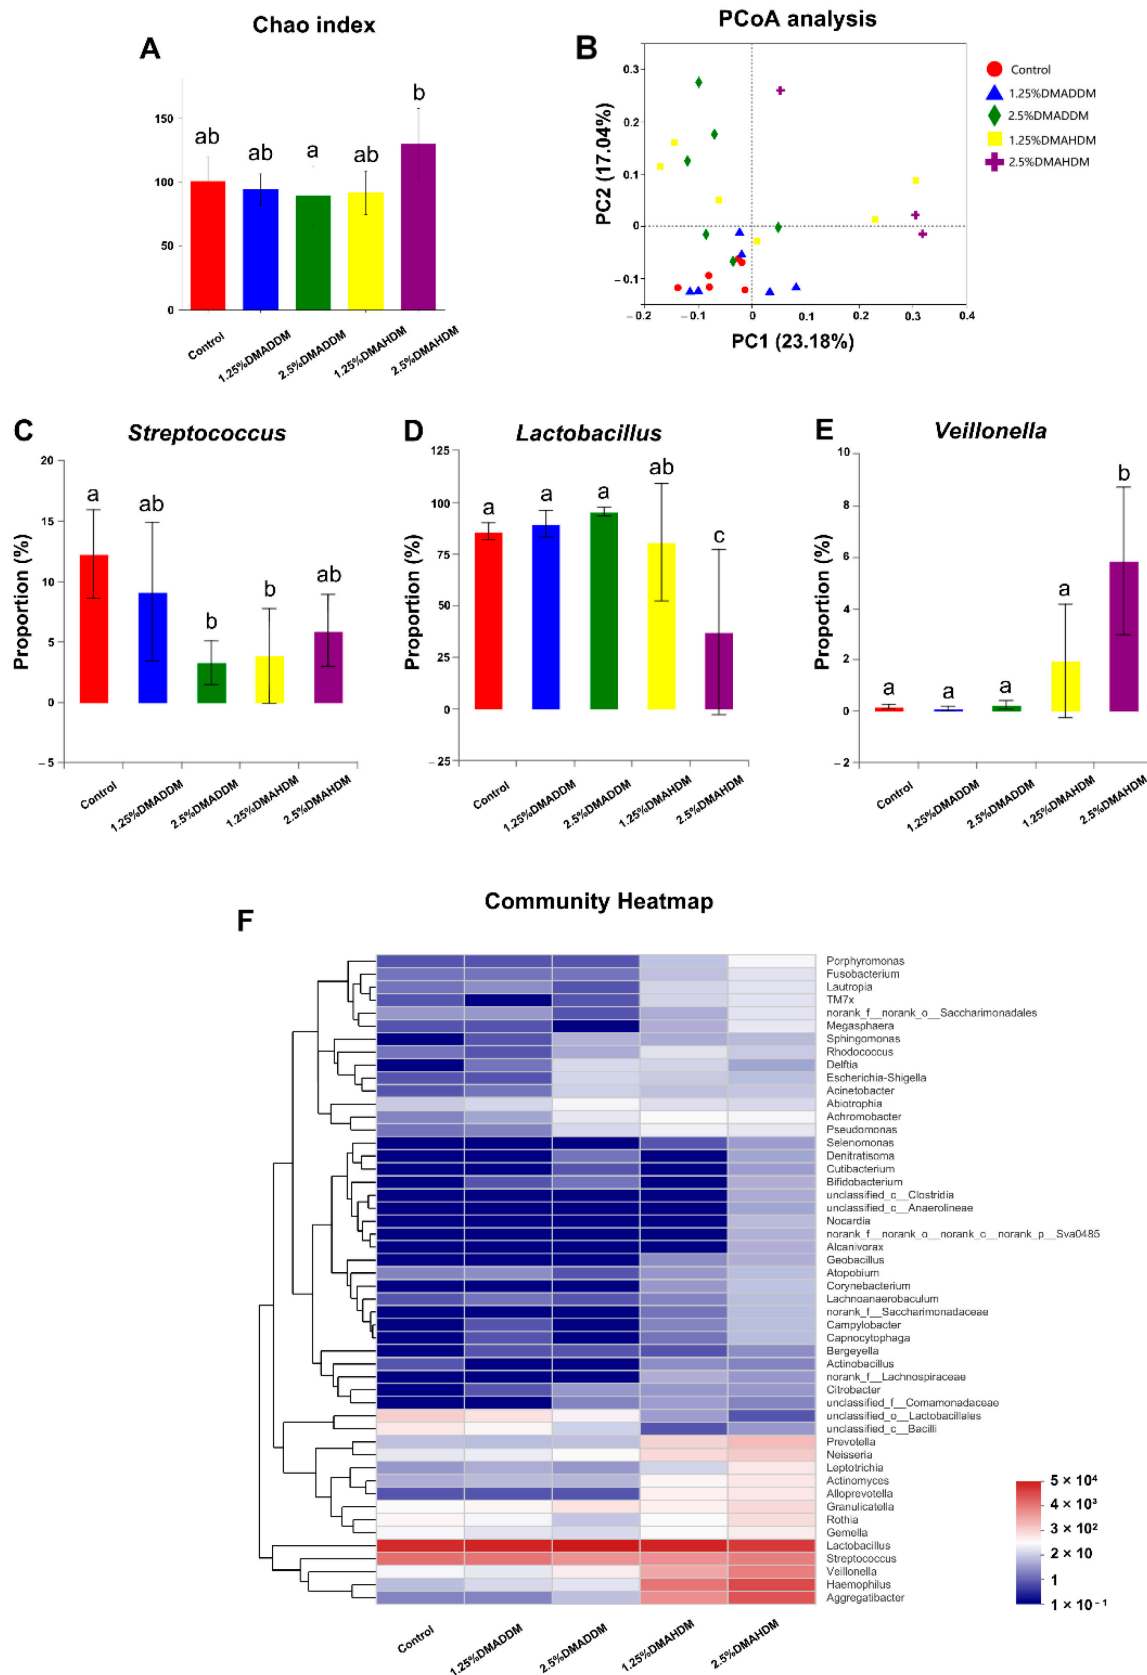 Chao index
A
150
100
50
0
ab
ab
a
ab
b
Control
1.25%DMADDM
2.5%DMADDM
1.25%DMAHDM
2.5%DMAHDM
PCoA analysis
B
PC2 (17.04%)
0.3
0.2
0.1
0
−0.1
−0.2
−0.1
0
0.1
0.2
0.3
0.4
PC1 (23.18%)
Control
1.25%DMADDM
2.5%DMADDM
1.25%DMAHDM
2.5%DMAHDM
C
Streptococcus
Proportion (%)
20
15
10
5
0
−5
a
ab
b
b
ab
Control
1.25%DMADDM
2.5%DMADDM
1.25%DMAHDM
2.5%DMAHDM
D
Lactobacillus
Proportion (%)
125
100
75
50
25
0
−25
a
a
a
ab
c
Control
1.25%DMADDM
2.5%DMADDM
1.25%DMAHDM
2.5%DMAHDM
E
Veillonella
Proportion (%)
10
8
6
4
2
0
−2
a
a
a
a
b
Control
1.25%DMADDM
2.5%DMADDM
1.25%DMAHDM
2.5%DMAHDM
Community Heatmap
F
Porphyromonas
Fusobacterium
Lautropia
TM7x
norank_f__norank_o__Saccharimonadales
Megasphaera
Sphingomonas
Rhodococcus
Delftia
Escherichia-Shigella
Acinetobacter
Abiotrophia
Achromobacter
Pseudomonas
Selenomonas
Denitratisoma
Cutibacterium
Bifidobacterium
unclassified_c__Clostridia
unclassified_c__Anaerolineae
Nocardia
norank_f__norank_o__norank_c__norank_p__Sva0485
Alcanivorax
Geobacillus
Atopobium
Corynebacterium
Lachnoanaerobaculum
norank_f__Saccharimonadaceae
Campylobacter
Capnocytophaga
Bergeyella
Actinobacillus
norank_f__Lachnospiraceae
Citrobacter
unclassified_f__Comamonadaceae
unclassified_o__Lactobacillales
unclassified_c__Bacilli
Prevotella
Neisseria
Leptotrichia
Actinomyces
Alloprevotella
Granulicatella
Rothia
Gemella
Lactobacillus
Streptococcus
Veillonella
Haemophilus
Aggregatibacter
5 × 10⁴
4 × 10³
3 × 10²
2 × 10
1
1 × 10⁻¹
Control
1.25%DMADDM
2.5%DMADDM
1.25%DMAHDM
2.5%DMAHDM